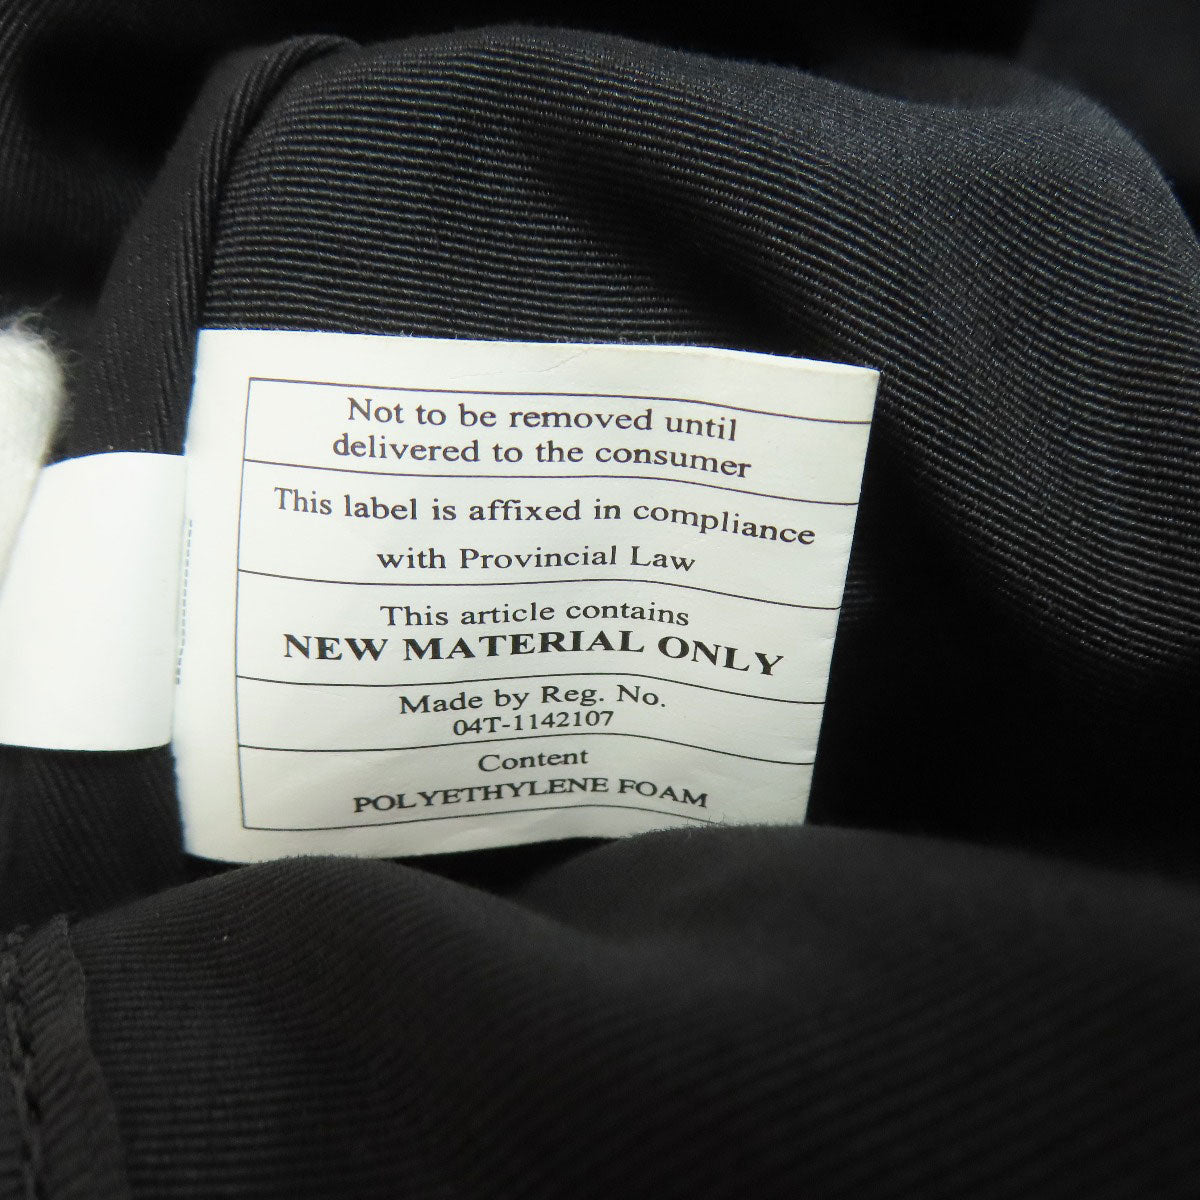 Not to be removed until
delivered to the consumer
This label is affixed in compliance
with Provincial Law
This article contains
NEW MATERIAL ONLY
Made by Reg. No.
04T-1142107
Content
POLYETHYLENE FOAM